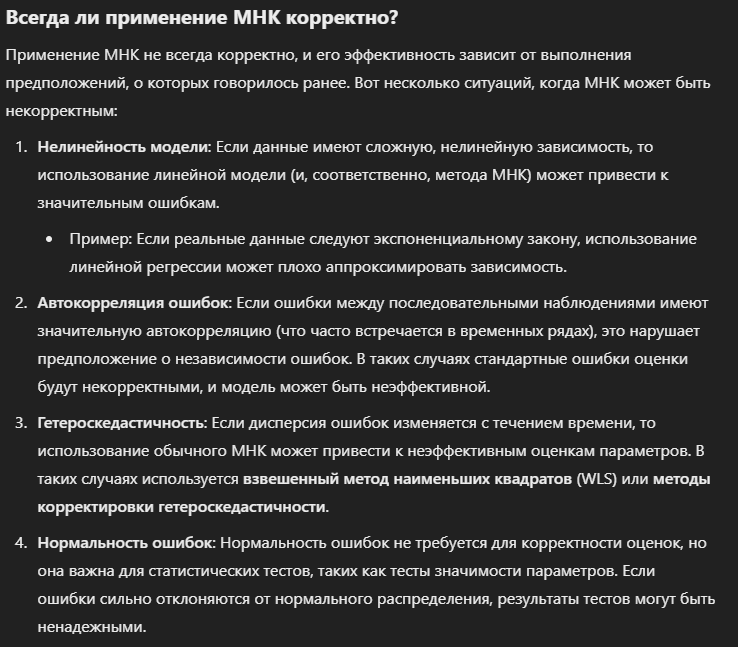 Всегда ли применение МНК корректно?
Применение МНК не всегда корректно, и его эффективность зависит от выполнения
предположений, о которых говорилось ранее. Вот несколько ситуаций, когда МНК может быть
некорректным:
1. Нелинейность модели: Если данные имеют сложную, нелинейную зависимость, то
использование линейной модели (и, соответственно, метода МНК) может привести к
значительным ошибкам.
• Пример: Если реальные данные следуют экспоненциальному закону, использование
линейной регрессии может плохо аппроксимировать зависимость.
2. Автокорреляция ошибок: Если ошибки между последовательными наблюдениями имеют
значительную автокорреляцию (что часто встречается в временных рядах), это нарушает
предположение о независимости ошибок. В таких случаях стандартные ошибки оценки
будут некорректными, и модель может быть неэффективной.
3. Гетероскедастичность: Если дисперсия ошибок изменяется с течением времени, то
использование обычного МНК может привести к неэффективным оценкам параметров. В
таких случаях используется взвешенный метод наименьших квадратов (WLS) или методы
корректировки гетероскедастичности.
4. Нормальность ошибок: Нормальность ошибок не требуется для корректности оценок, но
она важна для статистических тестов, таких как тесты значимости параметров. Если
ошибки сильно отклоняются от нормального распределения, результаты тестов могут быть
ненадежными.